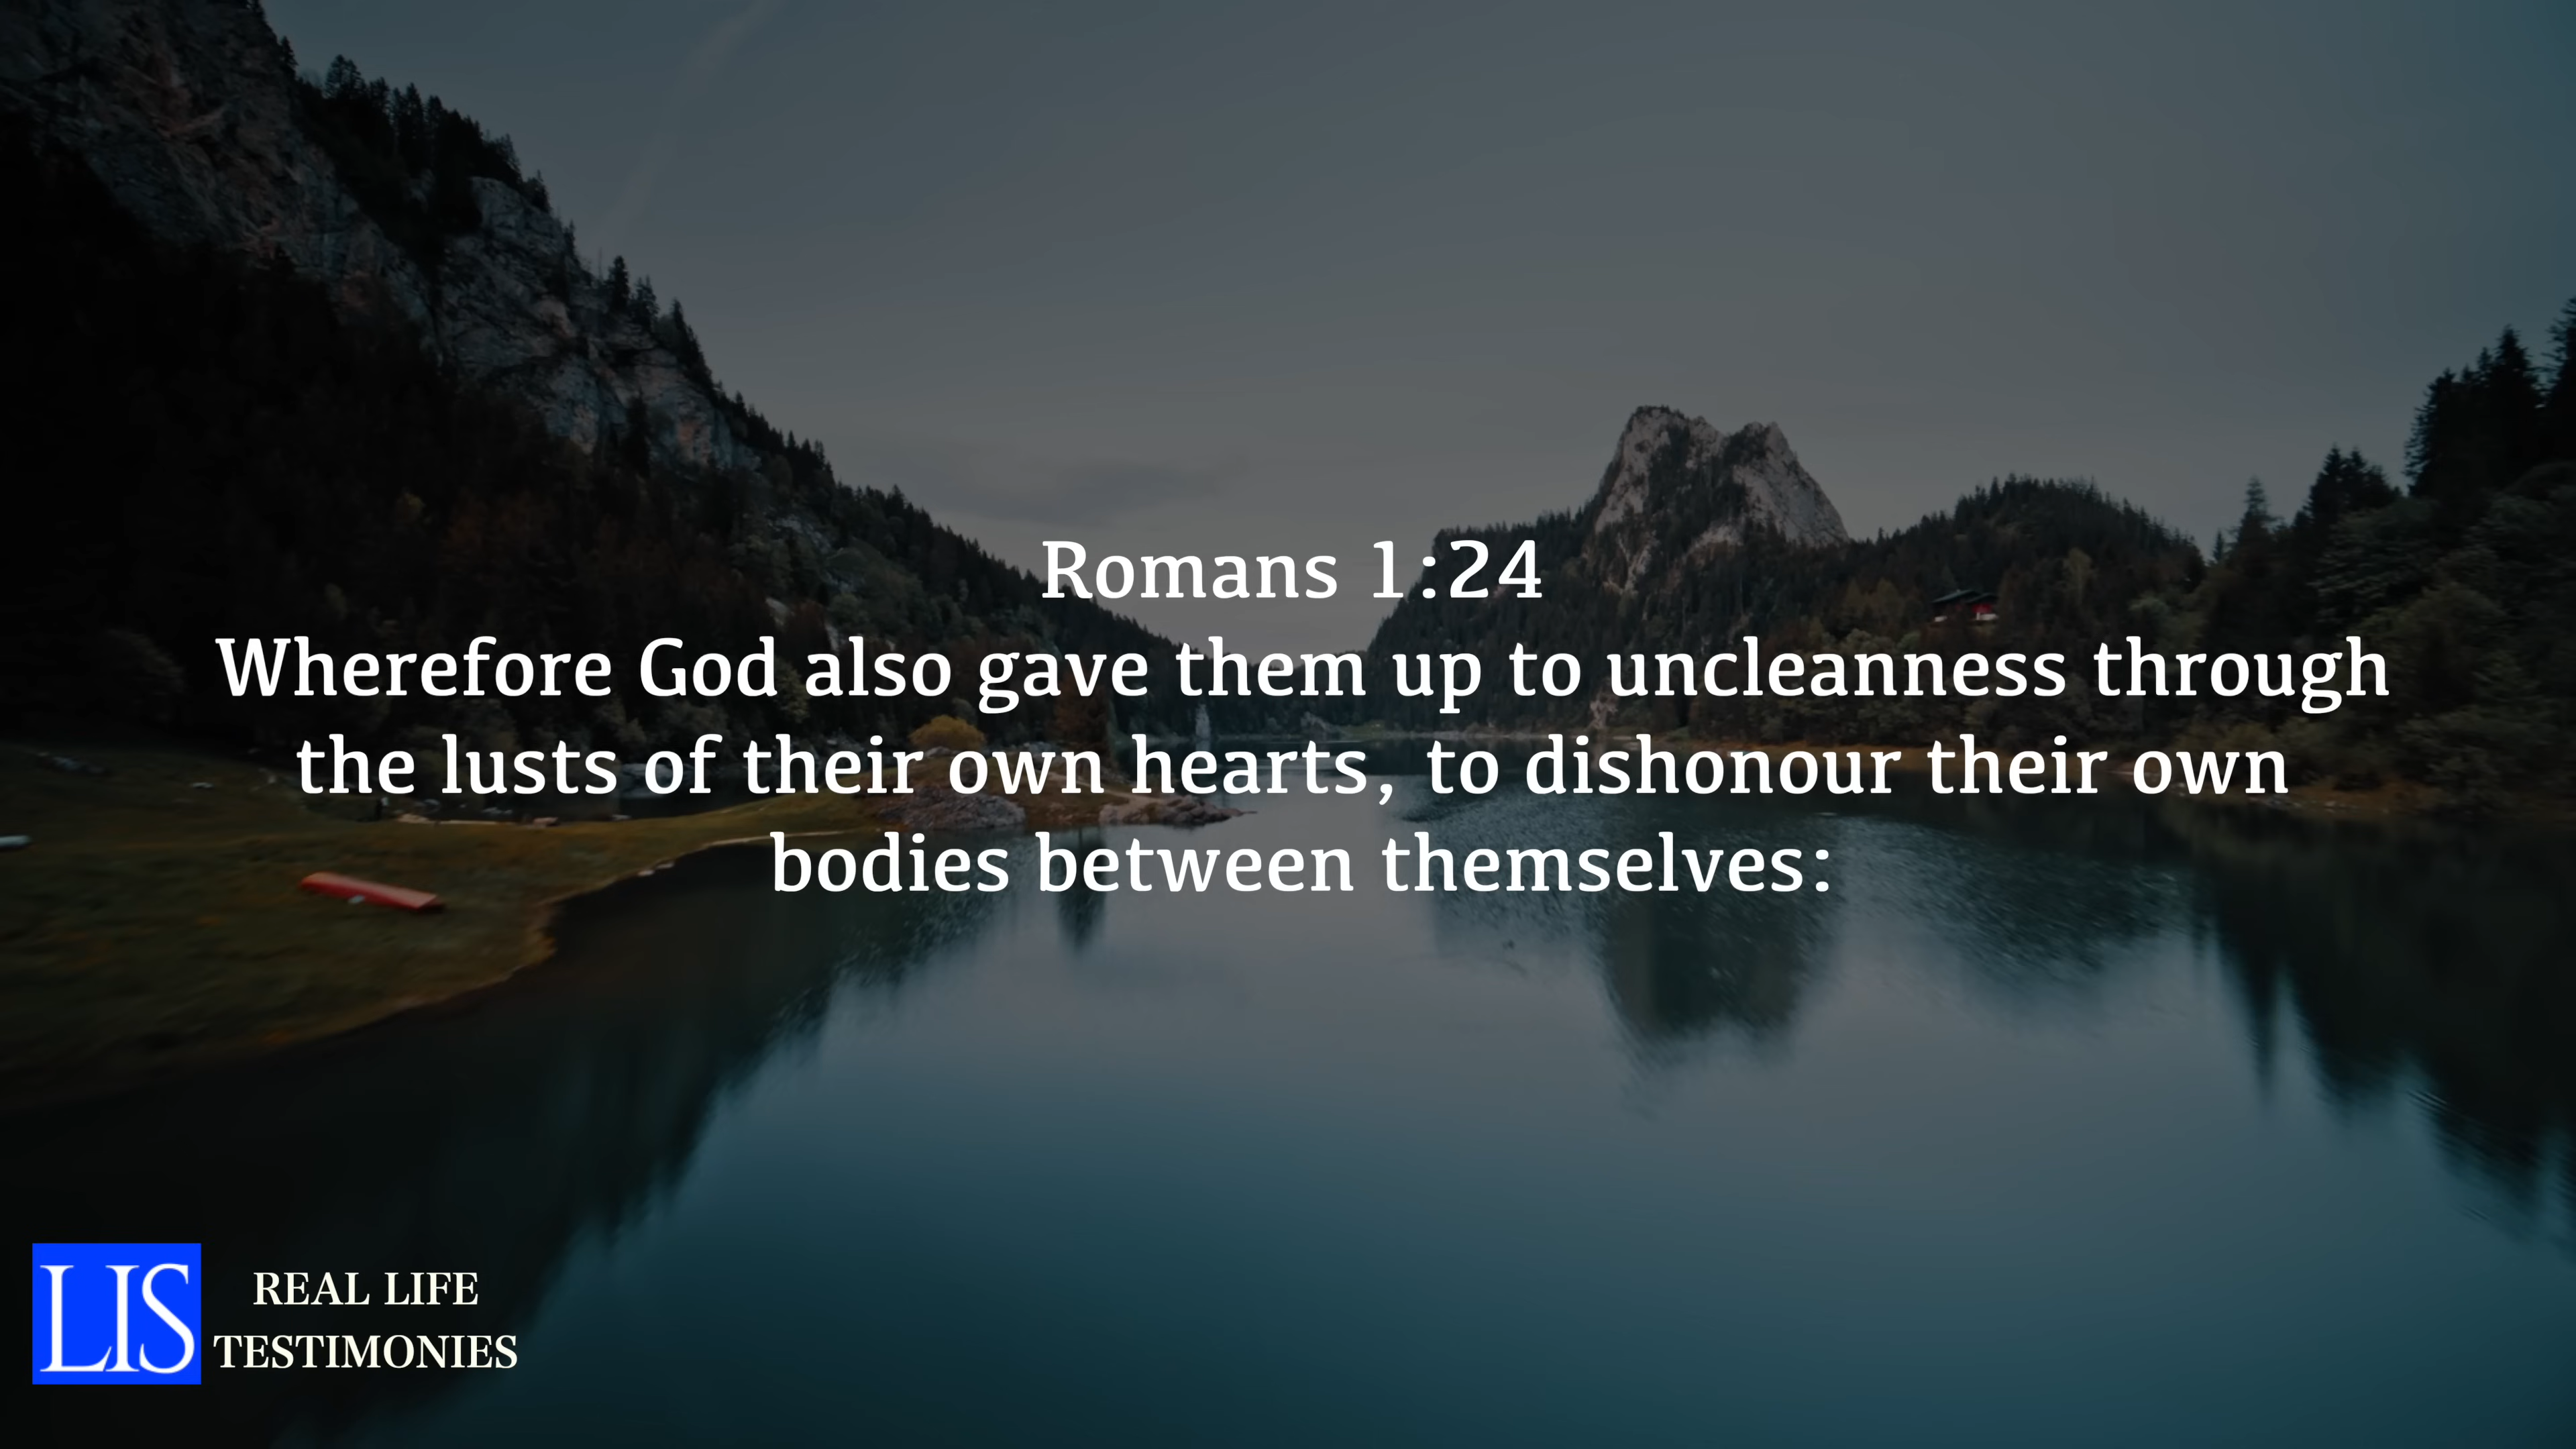 Romans 1:24
Wherefore God also gave them up to uncleanness through
the lusts of their own hearts, to dishonour their own
bodies between themselves:
LIS
REAL LIFE
TESTIMONIES